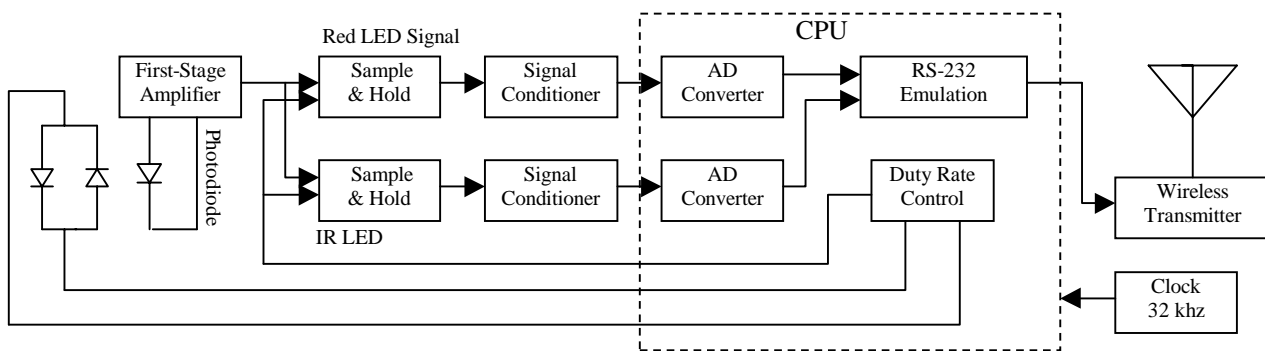 CPU
Red LED Signal
First-Stage
Amplifier
Sample
& Hold
Signal
Conditioner
AD
Converter
RS-232
Emulation
Photodiode
Sample
& Hold
Signal
Conditioner
AD
Converter
Duty Rate
Control
Wireless
Transmitter
IR LED
Clock
32 khz